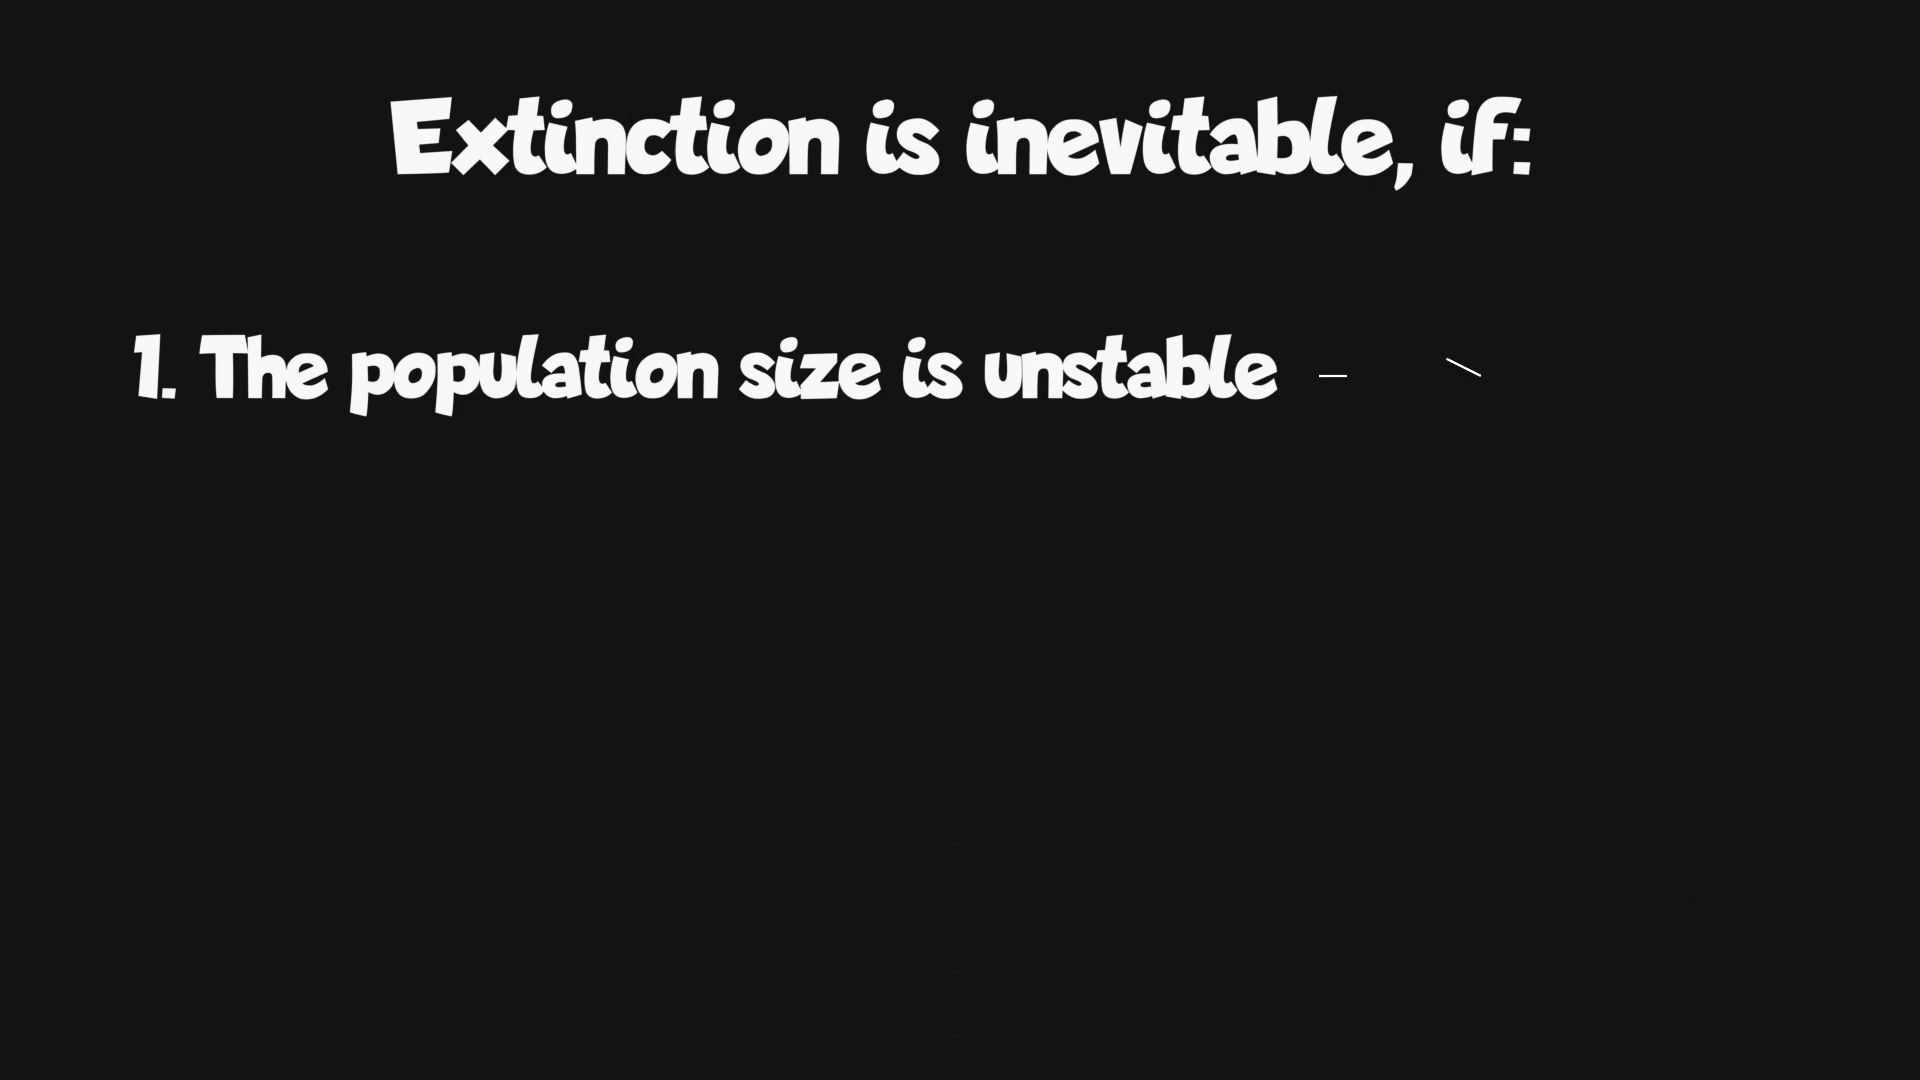 Extinction is inevitable, if:
1. The population size is unstable